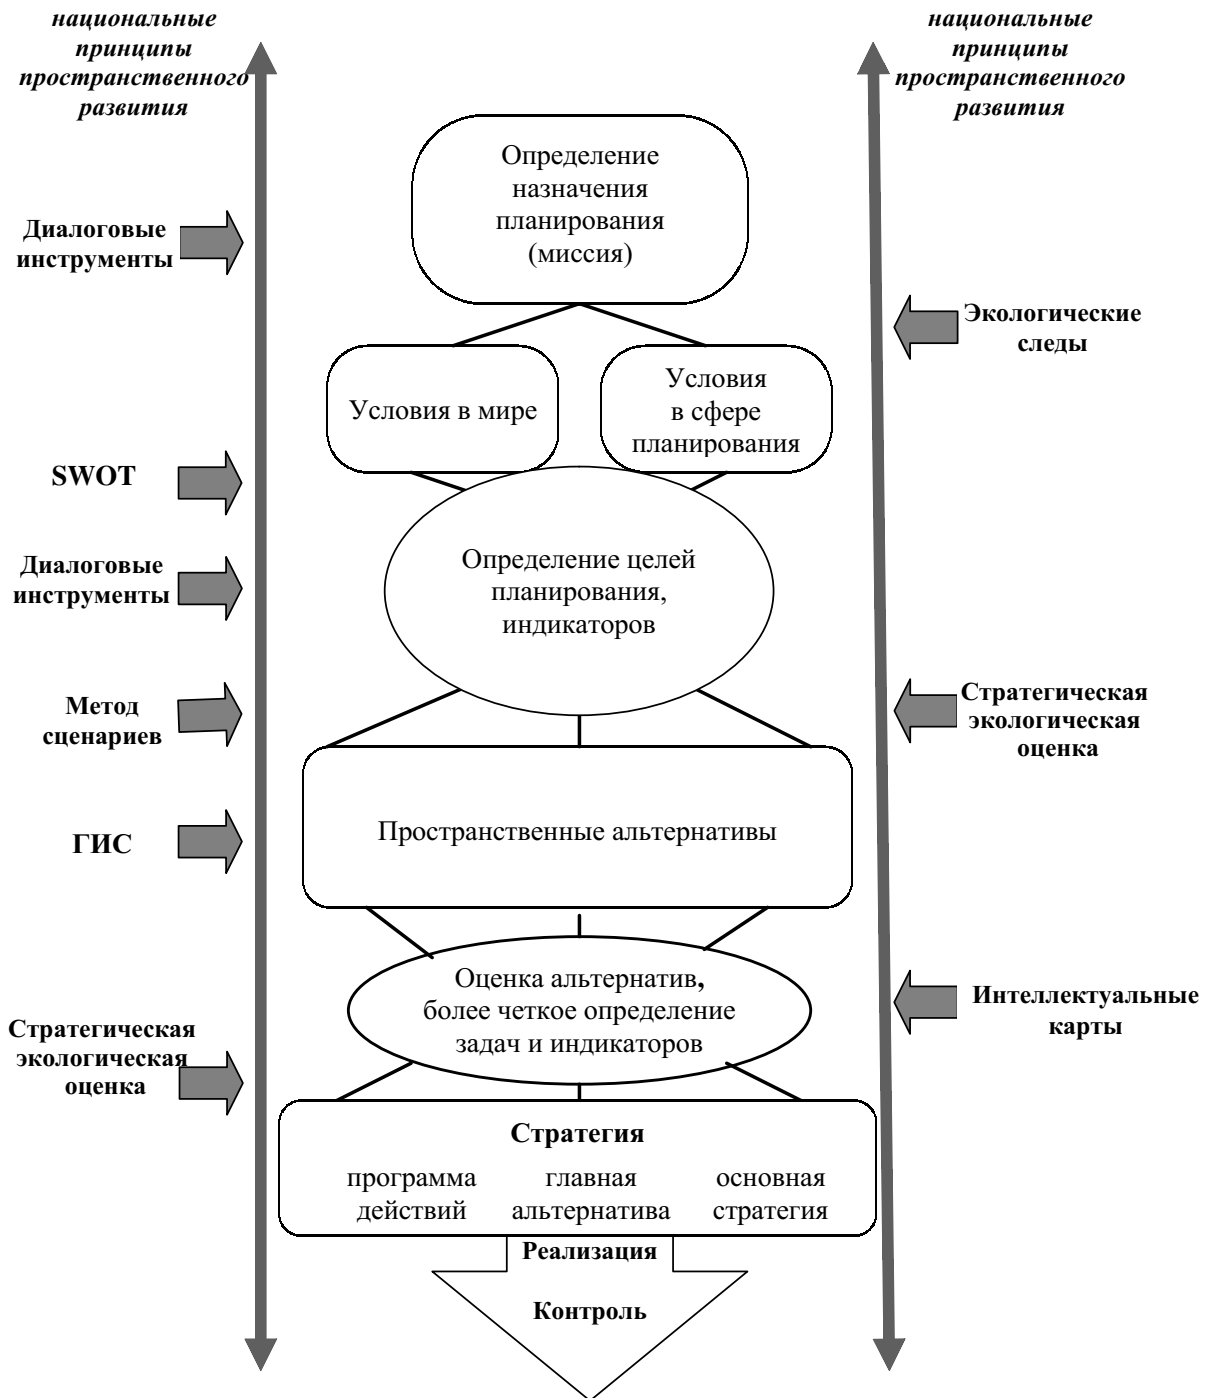 национальные
принципы
пространственного
развития
национальные
принципы
пространственного
развития
Определение
назначения
планирования
(миссия)
Диалоговые
инструменты
Экологические
следы
Условия в мире
Условия
в сфере
планирования
SWOT
Определение целей
планирования,
индикаторов
Диалоговые
инструменты
Метод
сценариев
Стратегическая
экологическая
оценка
Пространственные альтернативы
ГИС
Оценка альтернатив,
более четкое определение
задач и индикаторов
Интеллектуальные
карты
Стратегическая
экологическая
оценка
Стратегия
программа
действий
главная
альтернатива
основная
стратегия
Реализация
Контроль